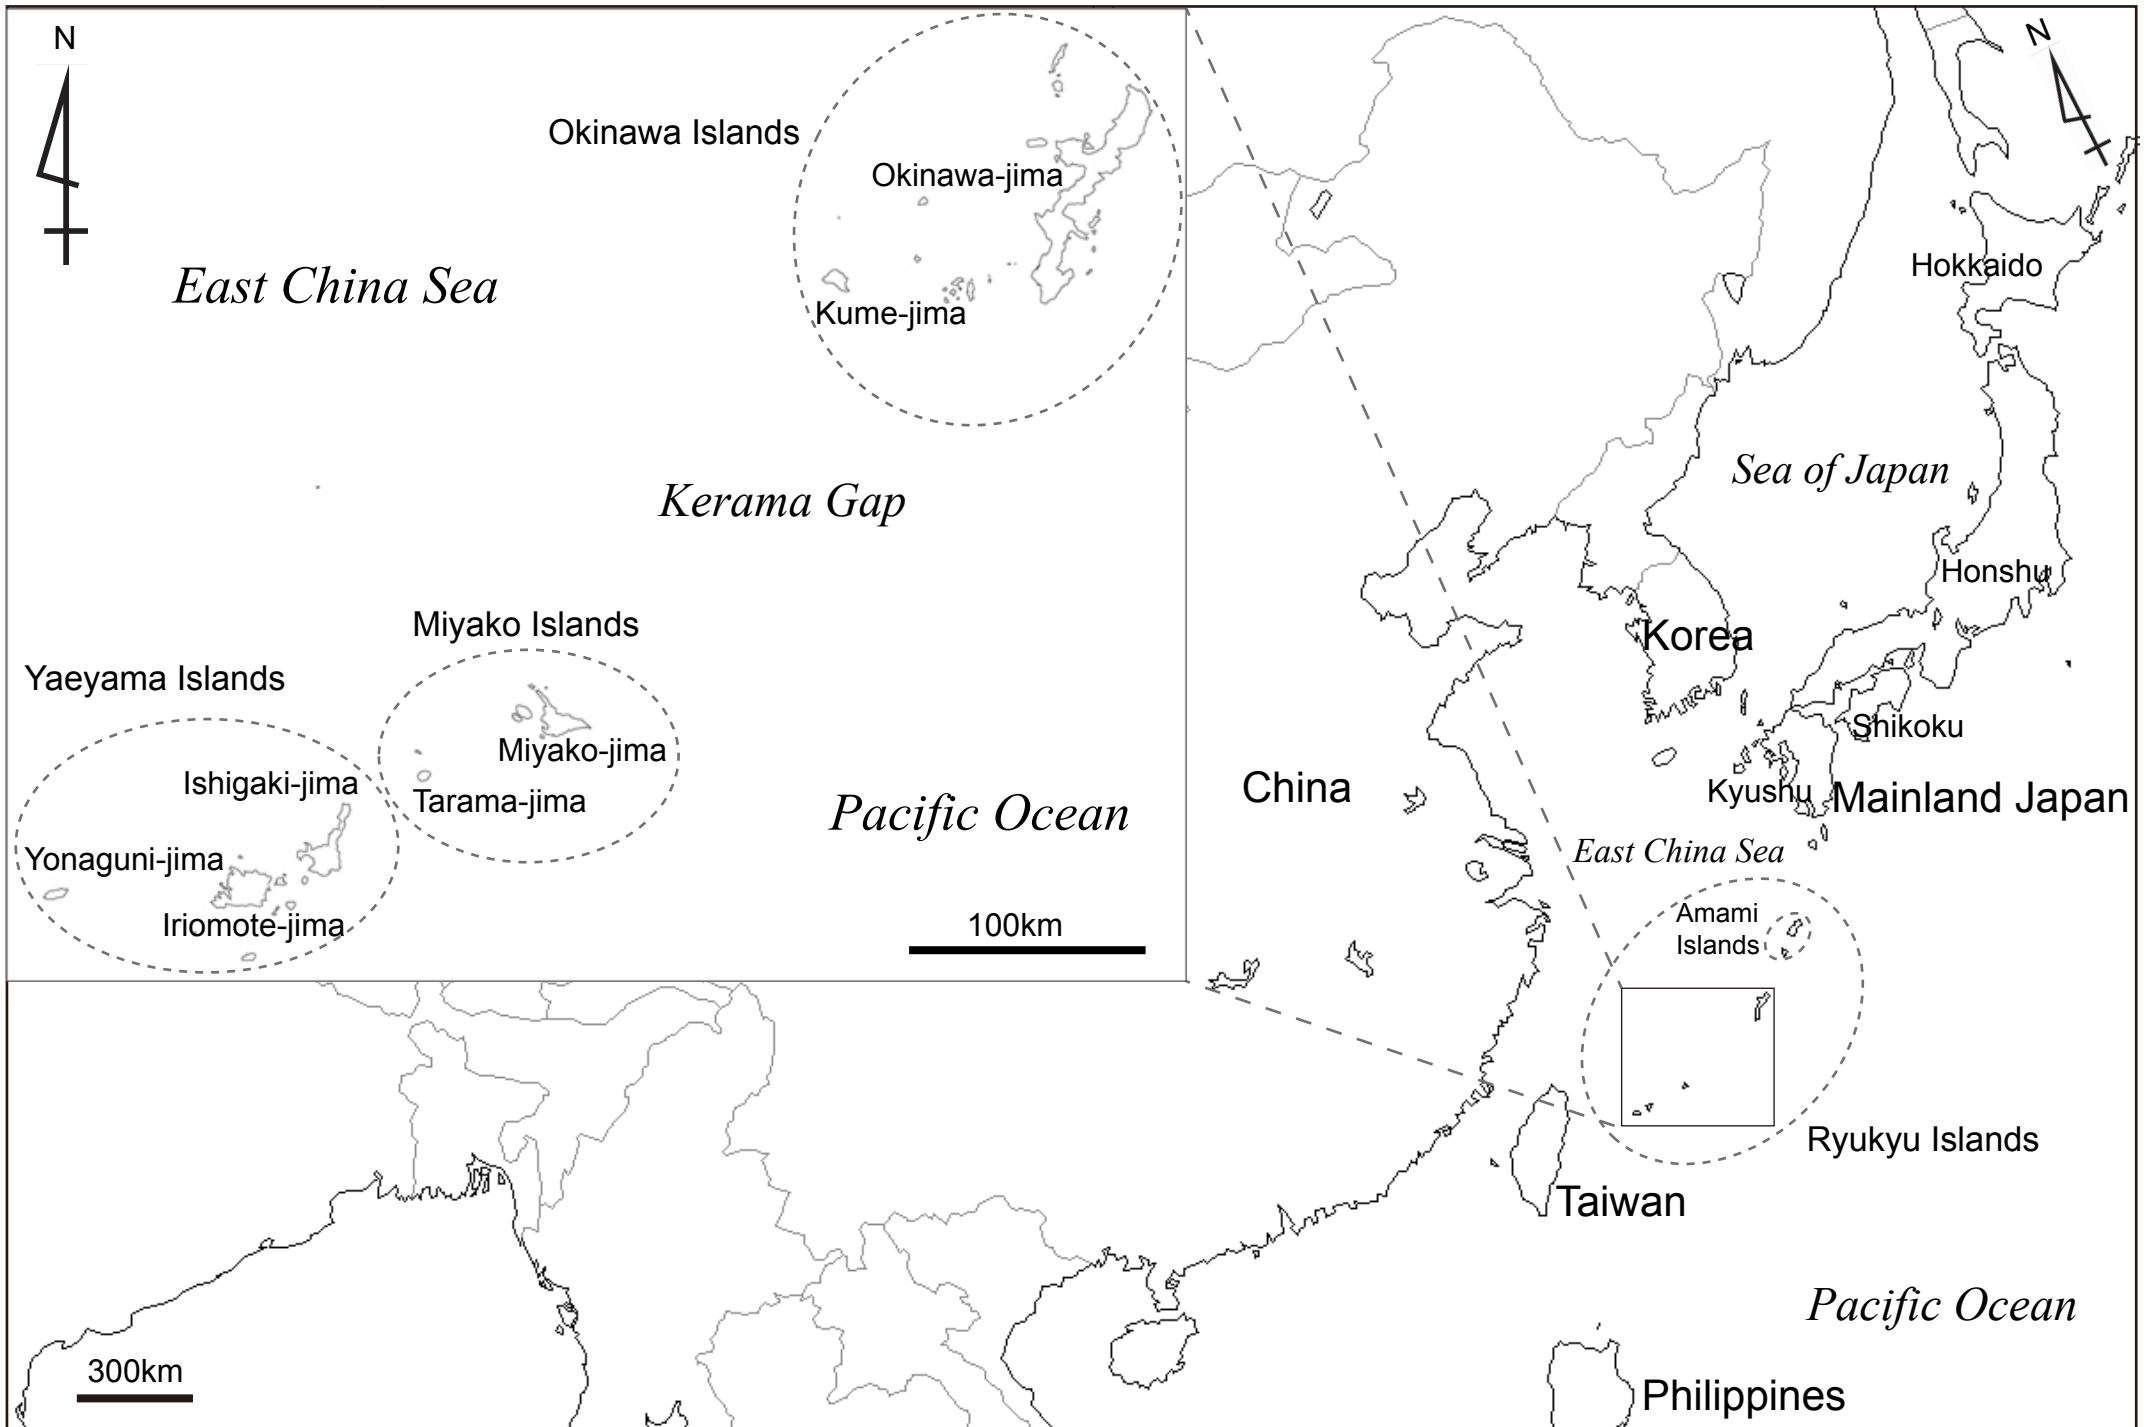 N
Okinawa Islands
Okinawa-jima
East China Sea
Kume-jima
Kerama Gap
Miyako Islands
Yaeyama Islands
Miyako-jima
Ishigaki-jima
Tarama-jima
Pacific Ocean
Yonaguni-jima
Iriomote-jima
100km
N
Hokkaido
Sea of Japan
Honshu
Korea
Shikoku
China
Kyushu
Mainland Japan
East China Sea
Amami
Islands
Ryukyu Islands
Taiwan
Pacific Ocean
300km
Philippines